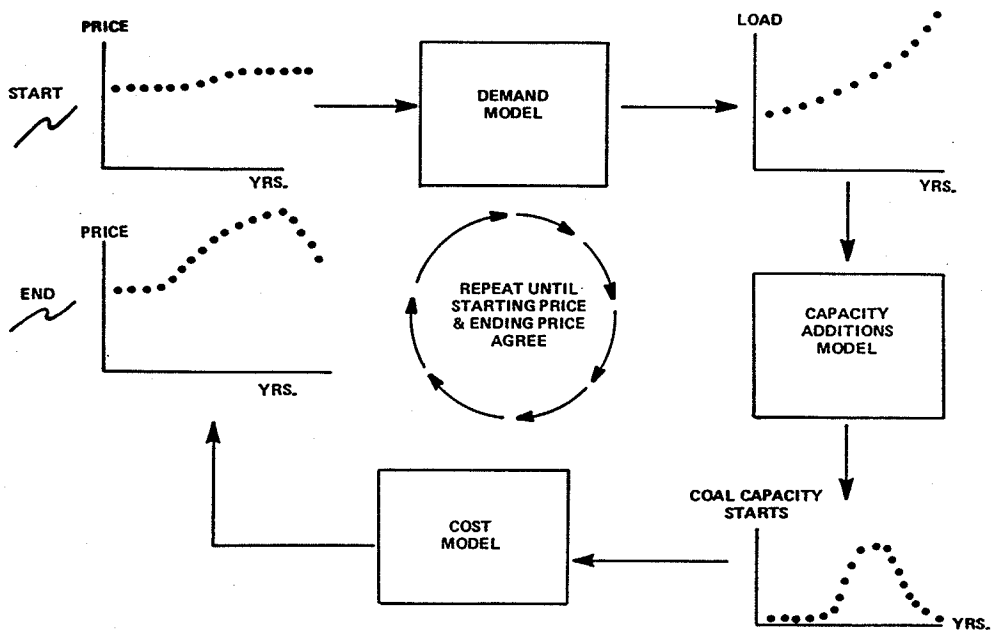 PRICE
START
YRS.
DEMAND
MODEL
LOAD
YRS.
PRICE
END
YRS.
REPEAT UNTIL
STARTING PRICE
& ENDING PRICE
AGREE
CAPACITY
ADDITIONS
MODEL
COST
MODEL
COAL CAPACITY
STARTS
YRS.